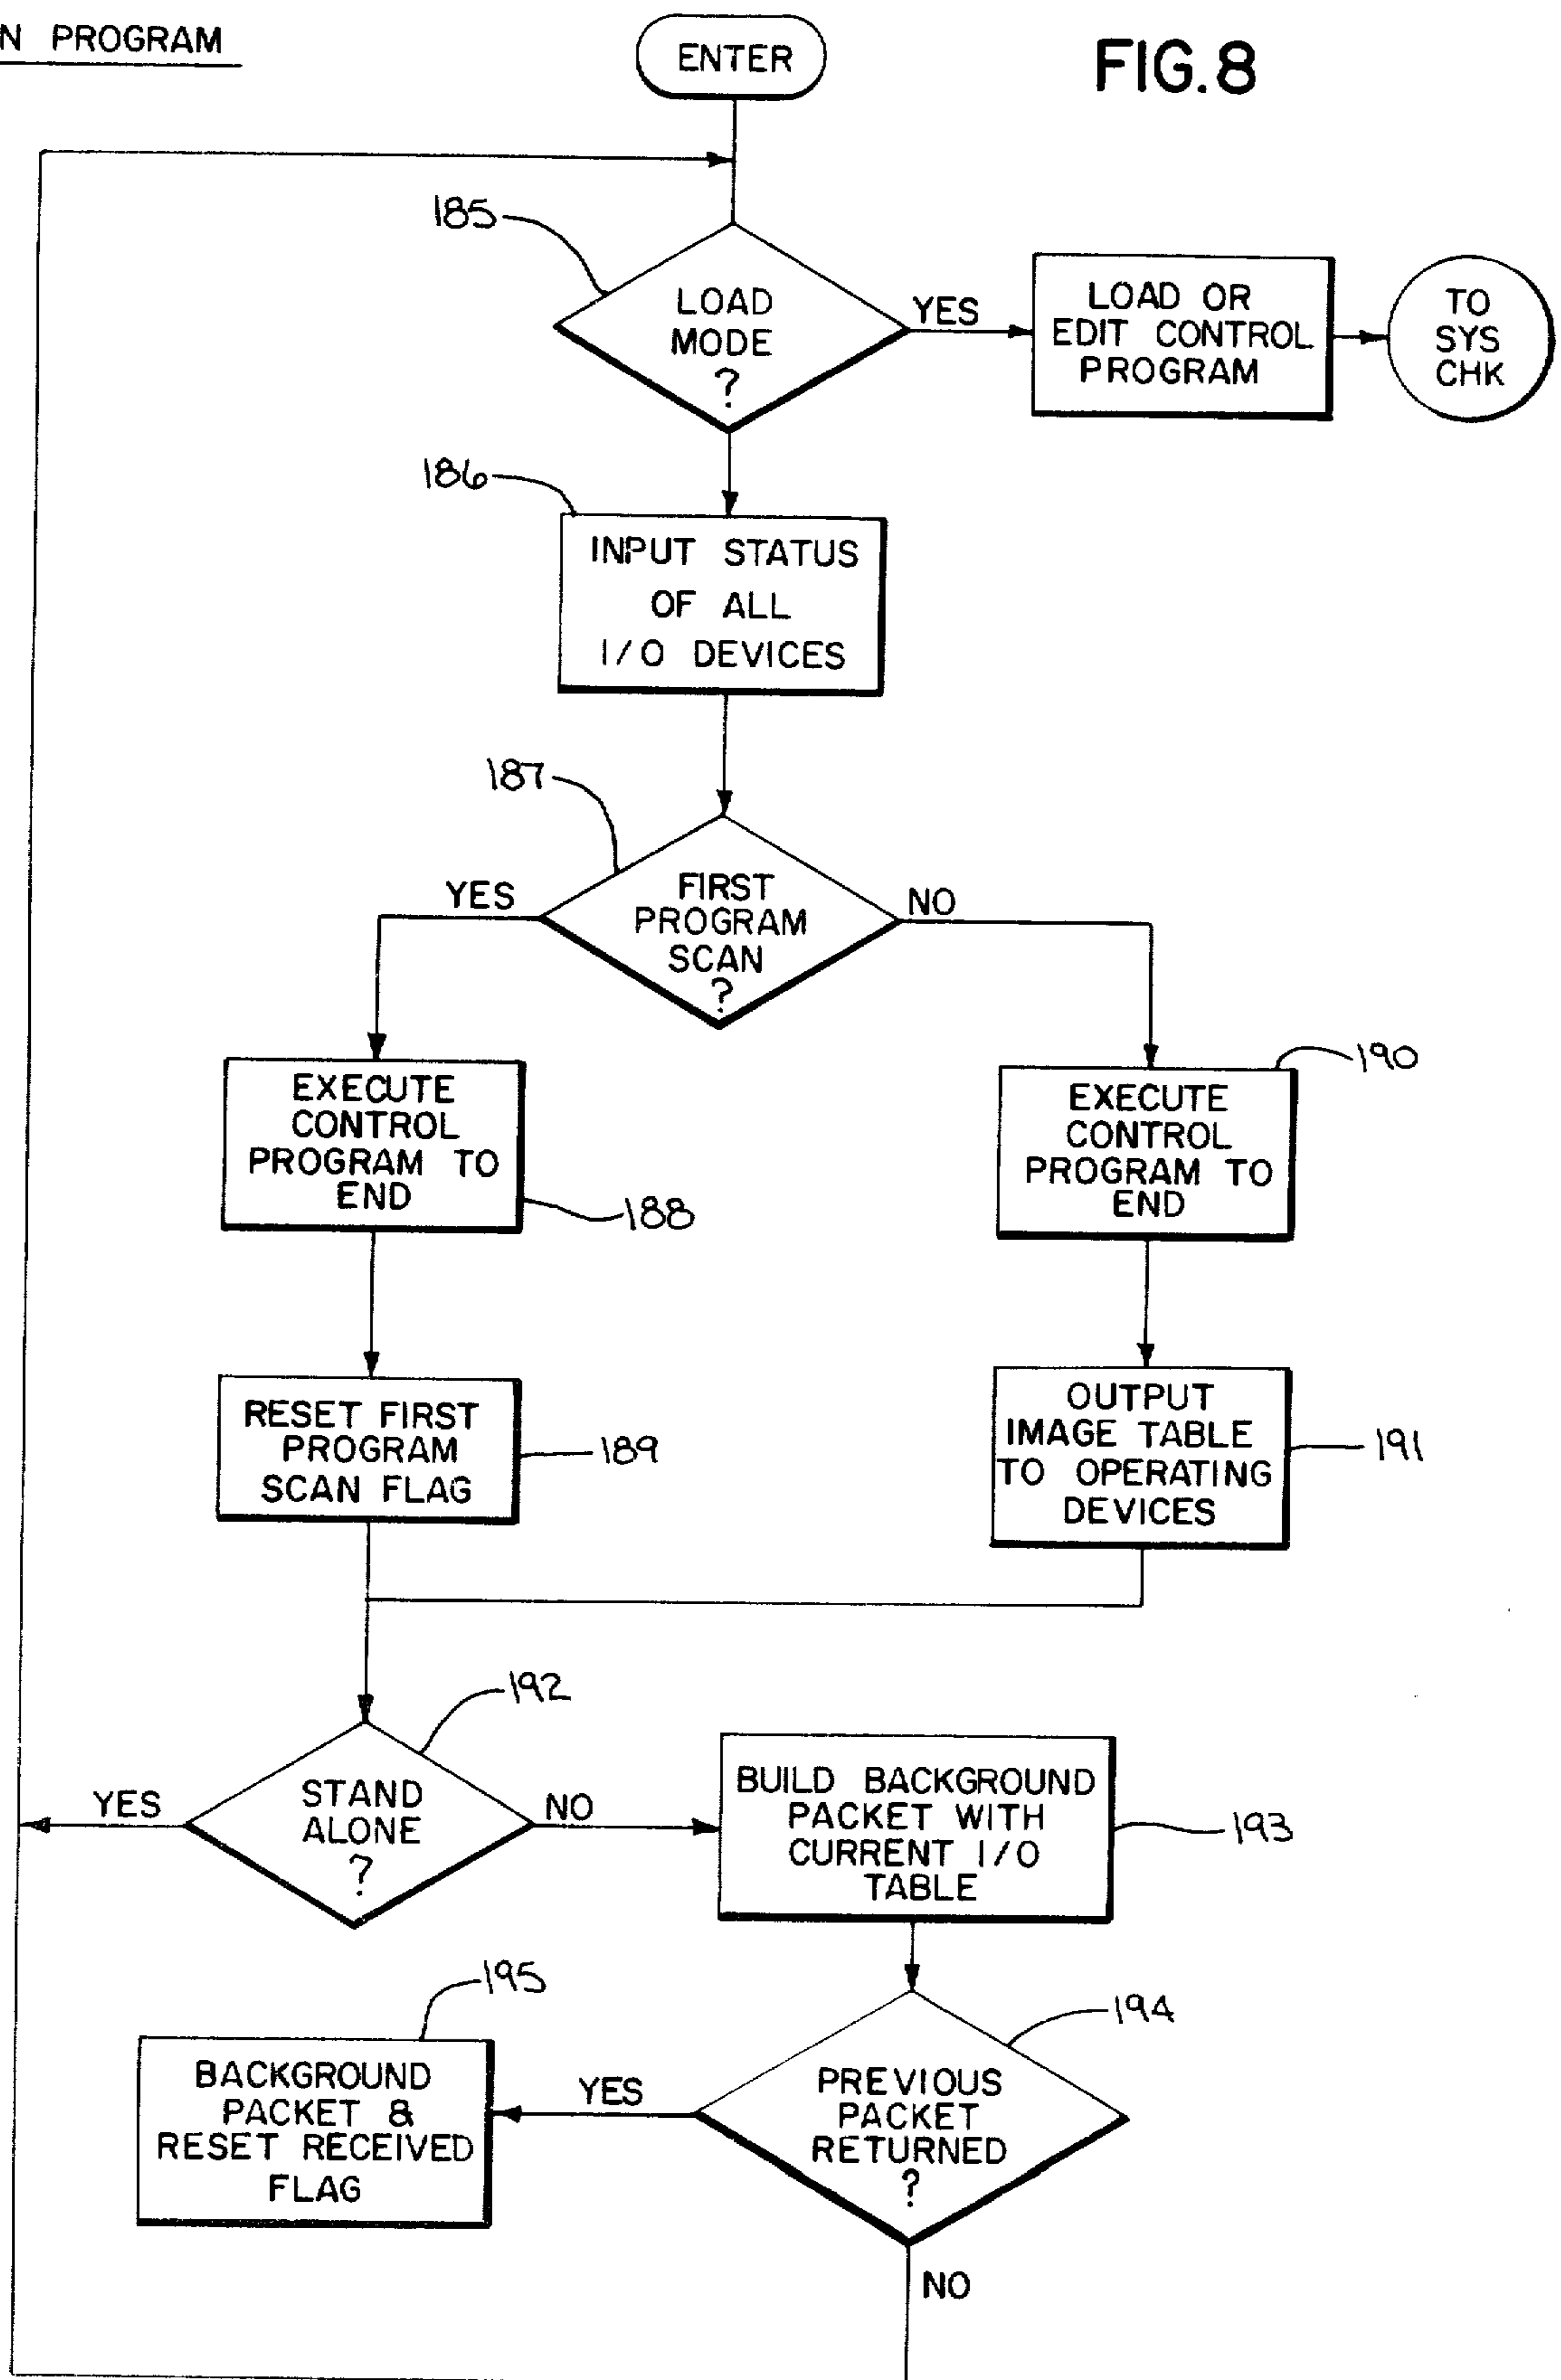 N PROGRAM
ENTER
FIG.8
185
LOAD
MODE
?
YES
LOAD OR
EDIT CONTROL
PROGRAM
TO
SYS
CHK
186
INPUT STATUS
OF ALL
I/O DEVICES
187
YES
FIRST
PROGRAM
SCAN
?
NO
EXECUTE
CONTROL
PROGRAM TO
END
188
190
EXECUTE
CONTROL
PROGRAM TO
END
RESET FIRST
PROGRAM
SCAN FLAG
189
OUTPUT
IMAGE TABLE
TO OPERATING
DEVICES
191
192
YES
STAND
ALONE
?
NO
BUILD BACKGROUND
PACKET WITH
CURRENT I/O
TABLE
193
195
BACKGROUND
PACKET &
RESET RECEIVED
FLAG
YES
194
PREVIOUS
PACKET
RETURNED
?
NO